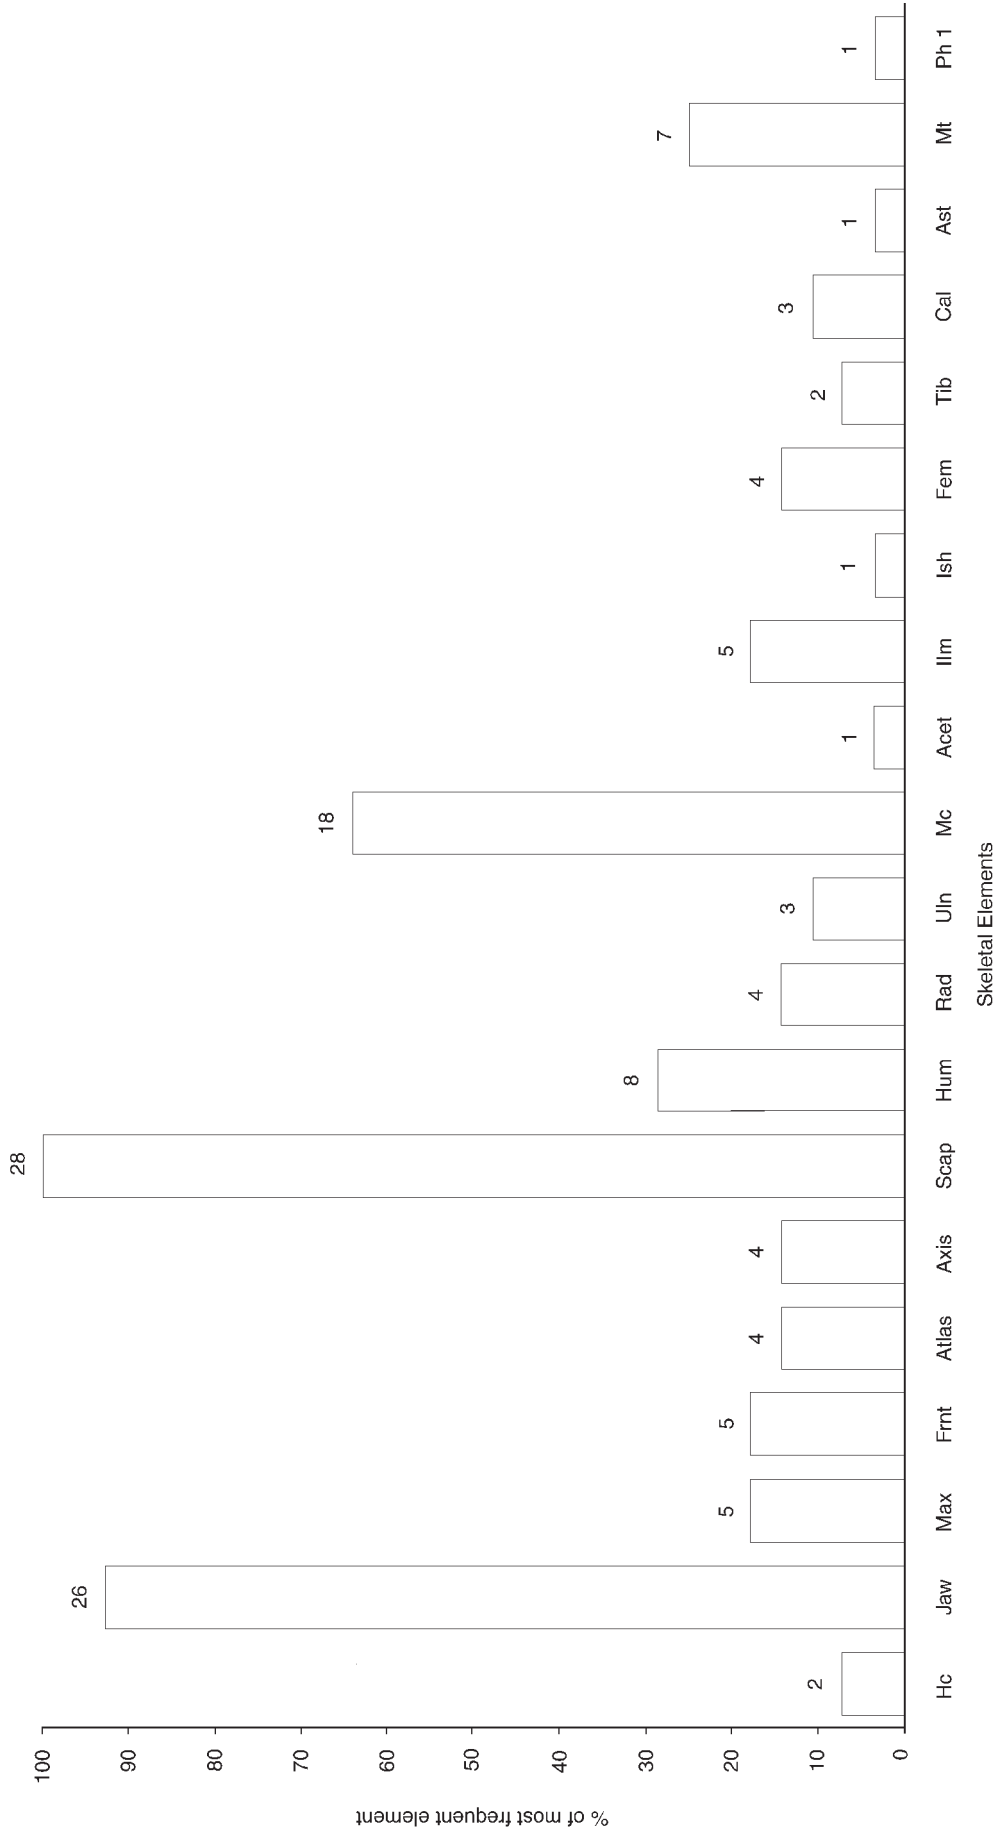 % of most frequent element
100
90
80
70
60
50
40
30
20
10
0
2
26
5
5
4
4
28
8
4
3
18
1
5
1
4
2
3
1
7
1
Hc
Jaw
Max
Frnt
Atlas
Axis
Scap
Hum
Rad
Uln
Mc
Acet
Ilm
Ish
Fem
Tib
Cal
Ast
Mt
Ph 1
Skeletal Elements